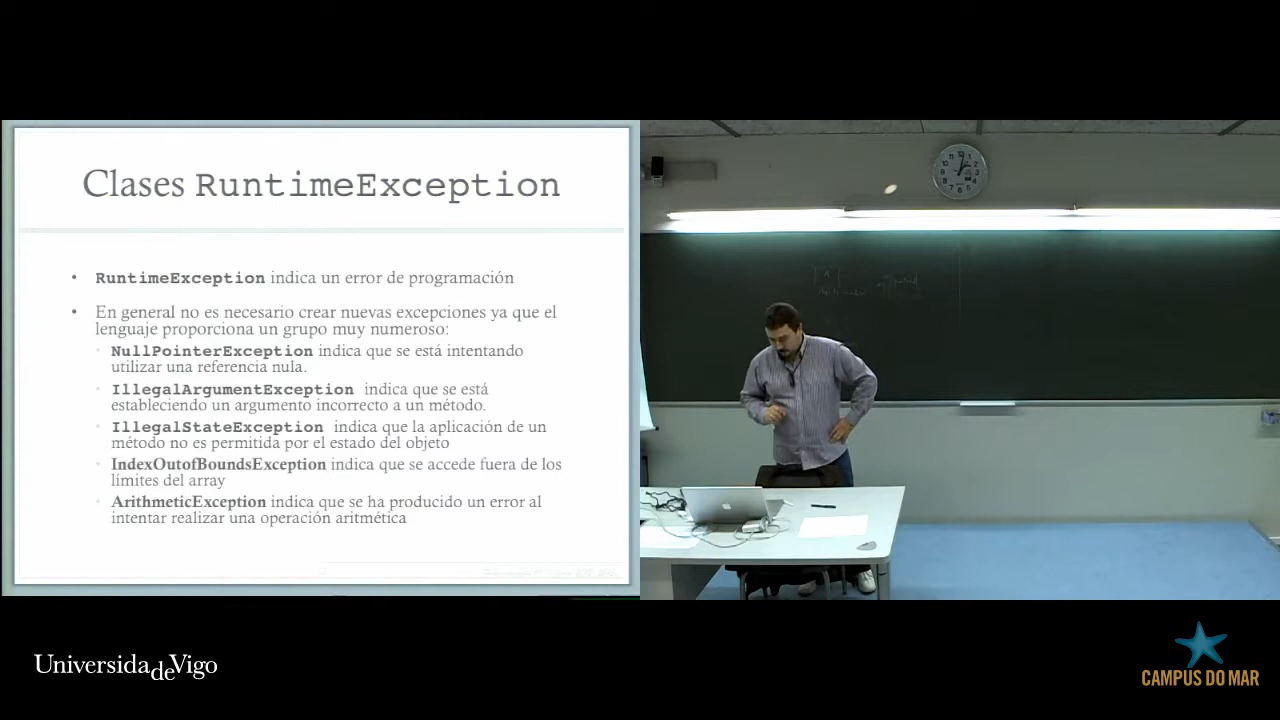 Clases RuntimeException
• RuntimeException indica un error de programación
• En general no es necesario crear nuevas excepciones ya que el
lenguaje proporciona un grupo muy numeroso:
NullPointerException indica que se está intentando
utilizar una referencia nula.
IllegalArgumentException indica que se está
estableciendo un argumento incorrecto a un método.
IllegalStateException indica que la aplicación de un
método no es permitida por el estado del objeto
IndexOutofBoundsException indica que se accede fuera de los
límites del array
ArithmeticException indica que se ha producido un error al
intentar realizar una operación aritmética
UniversidadeVigo
CAMPUS DO MAR